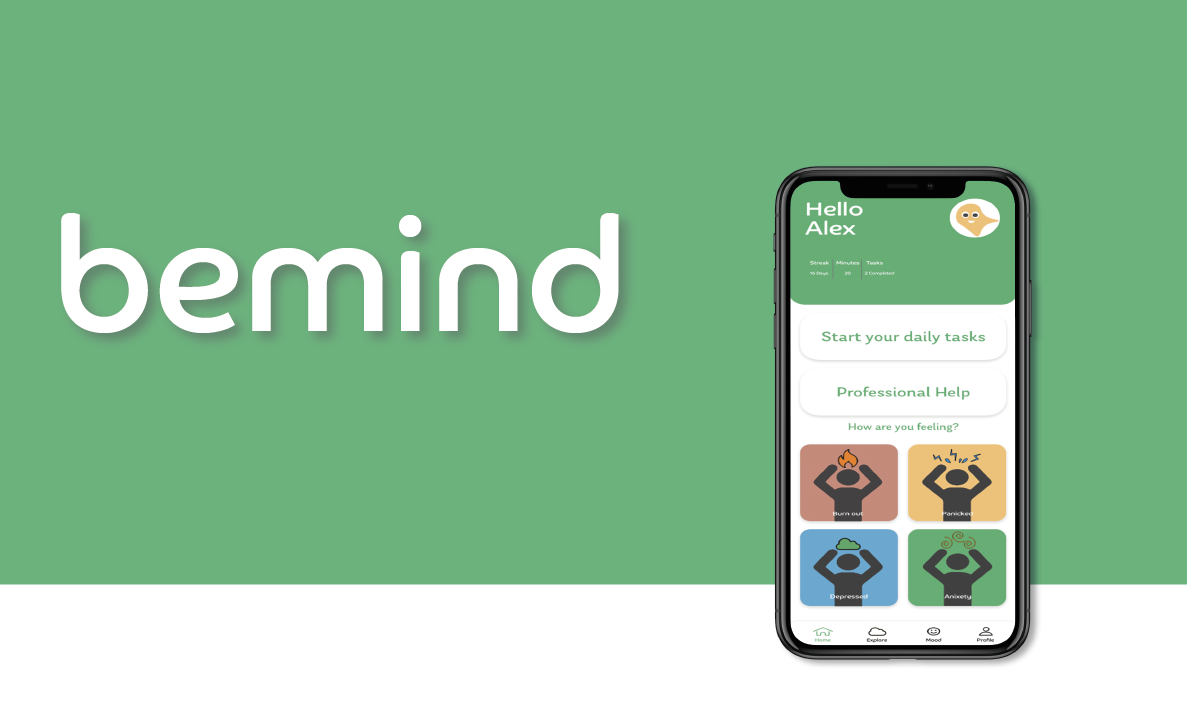 bemind
Hello
Alex
Streak Minutes Tasks
15 Days 20 2 Completed
Start your daily tasks
Professional Help
How are you feeling?
Burn out Panicked
Depressed Anixety
Home Explore Mood Profile